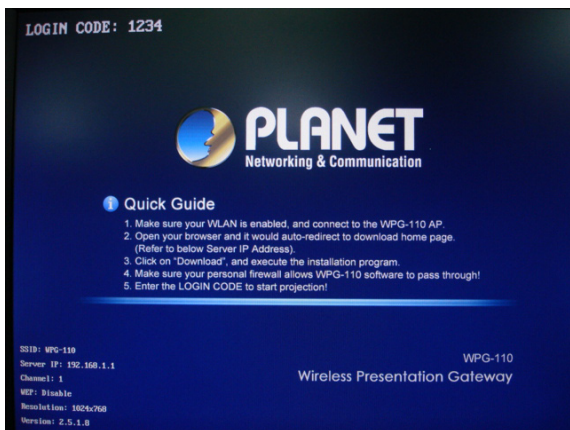 LOGIN CODE: 1234
PLANET
Networking & Communication
Quick Guide
1. Make sure your WLAN is enabled, and connect to the WPG-110 AP.
2. Open your browser and it would auto-redirect to download home page.
(Refer to below Server IP Address).
3. Click on "Download", and execute the installation program.
4. Make sure your personal firewall allows WPG-110 software to pass through!
5. Enter the LOGIN CODE to start projection!
SSID: WPG-110
Server IP: 192.168.1.1
Channel: 1
WEP: Disable
Resolution: 1024x768
Version: 2.5.1.8
WPG-110
Wireless Presentation Gateway